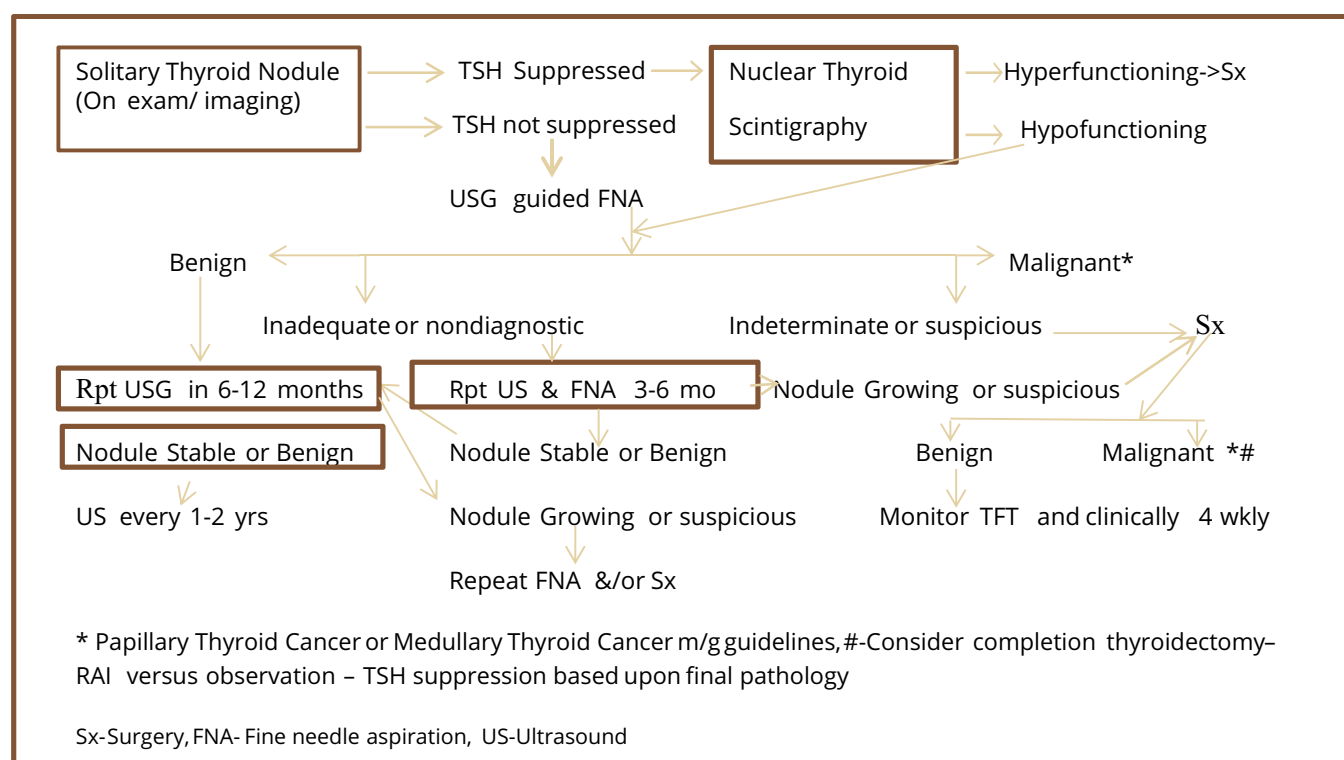 Solitary Thyroid Nodule
(On exam/ imaging)
TSH Suppressed
Nuclear Thyroid
Scintigraphy
Hyperfunctioning->Sx
TSH not suppressed
Hypofunctioning
USG guided FNA
Benign
Malignant*
Inadequate or nondiagnostic
Indeterminate or suspicious
Sx
Rpt USG in 6-12 months
Rpt US & FNA 3-6 mo
Nodule Growing or suspicious
Nodule Stable or Benign
Nodule Stable or Benign
Benign
Malignant *#
US every 1-2 yrs
Nodule Growing or suspicious
Monitor TFT and clinically 4 wkly
Repeat FNA &/or Sx
* Papillary Thyroid Cancer or Medullary Thyroid Cancer m/g guidelines, #-Consider completion thyroidectomy–
RAI versus observation – TSH suppression based upon final pathology
Sx-Surgery, FNA- Fine needle aspiration, US-Ultrasound